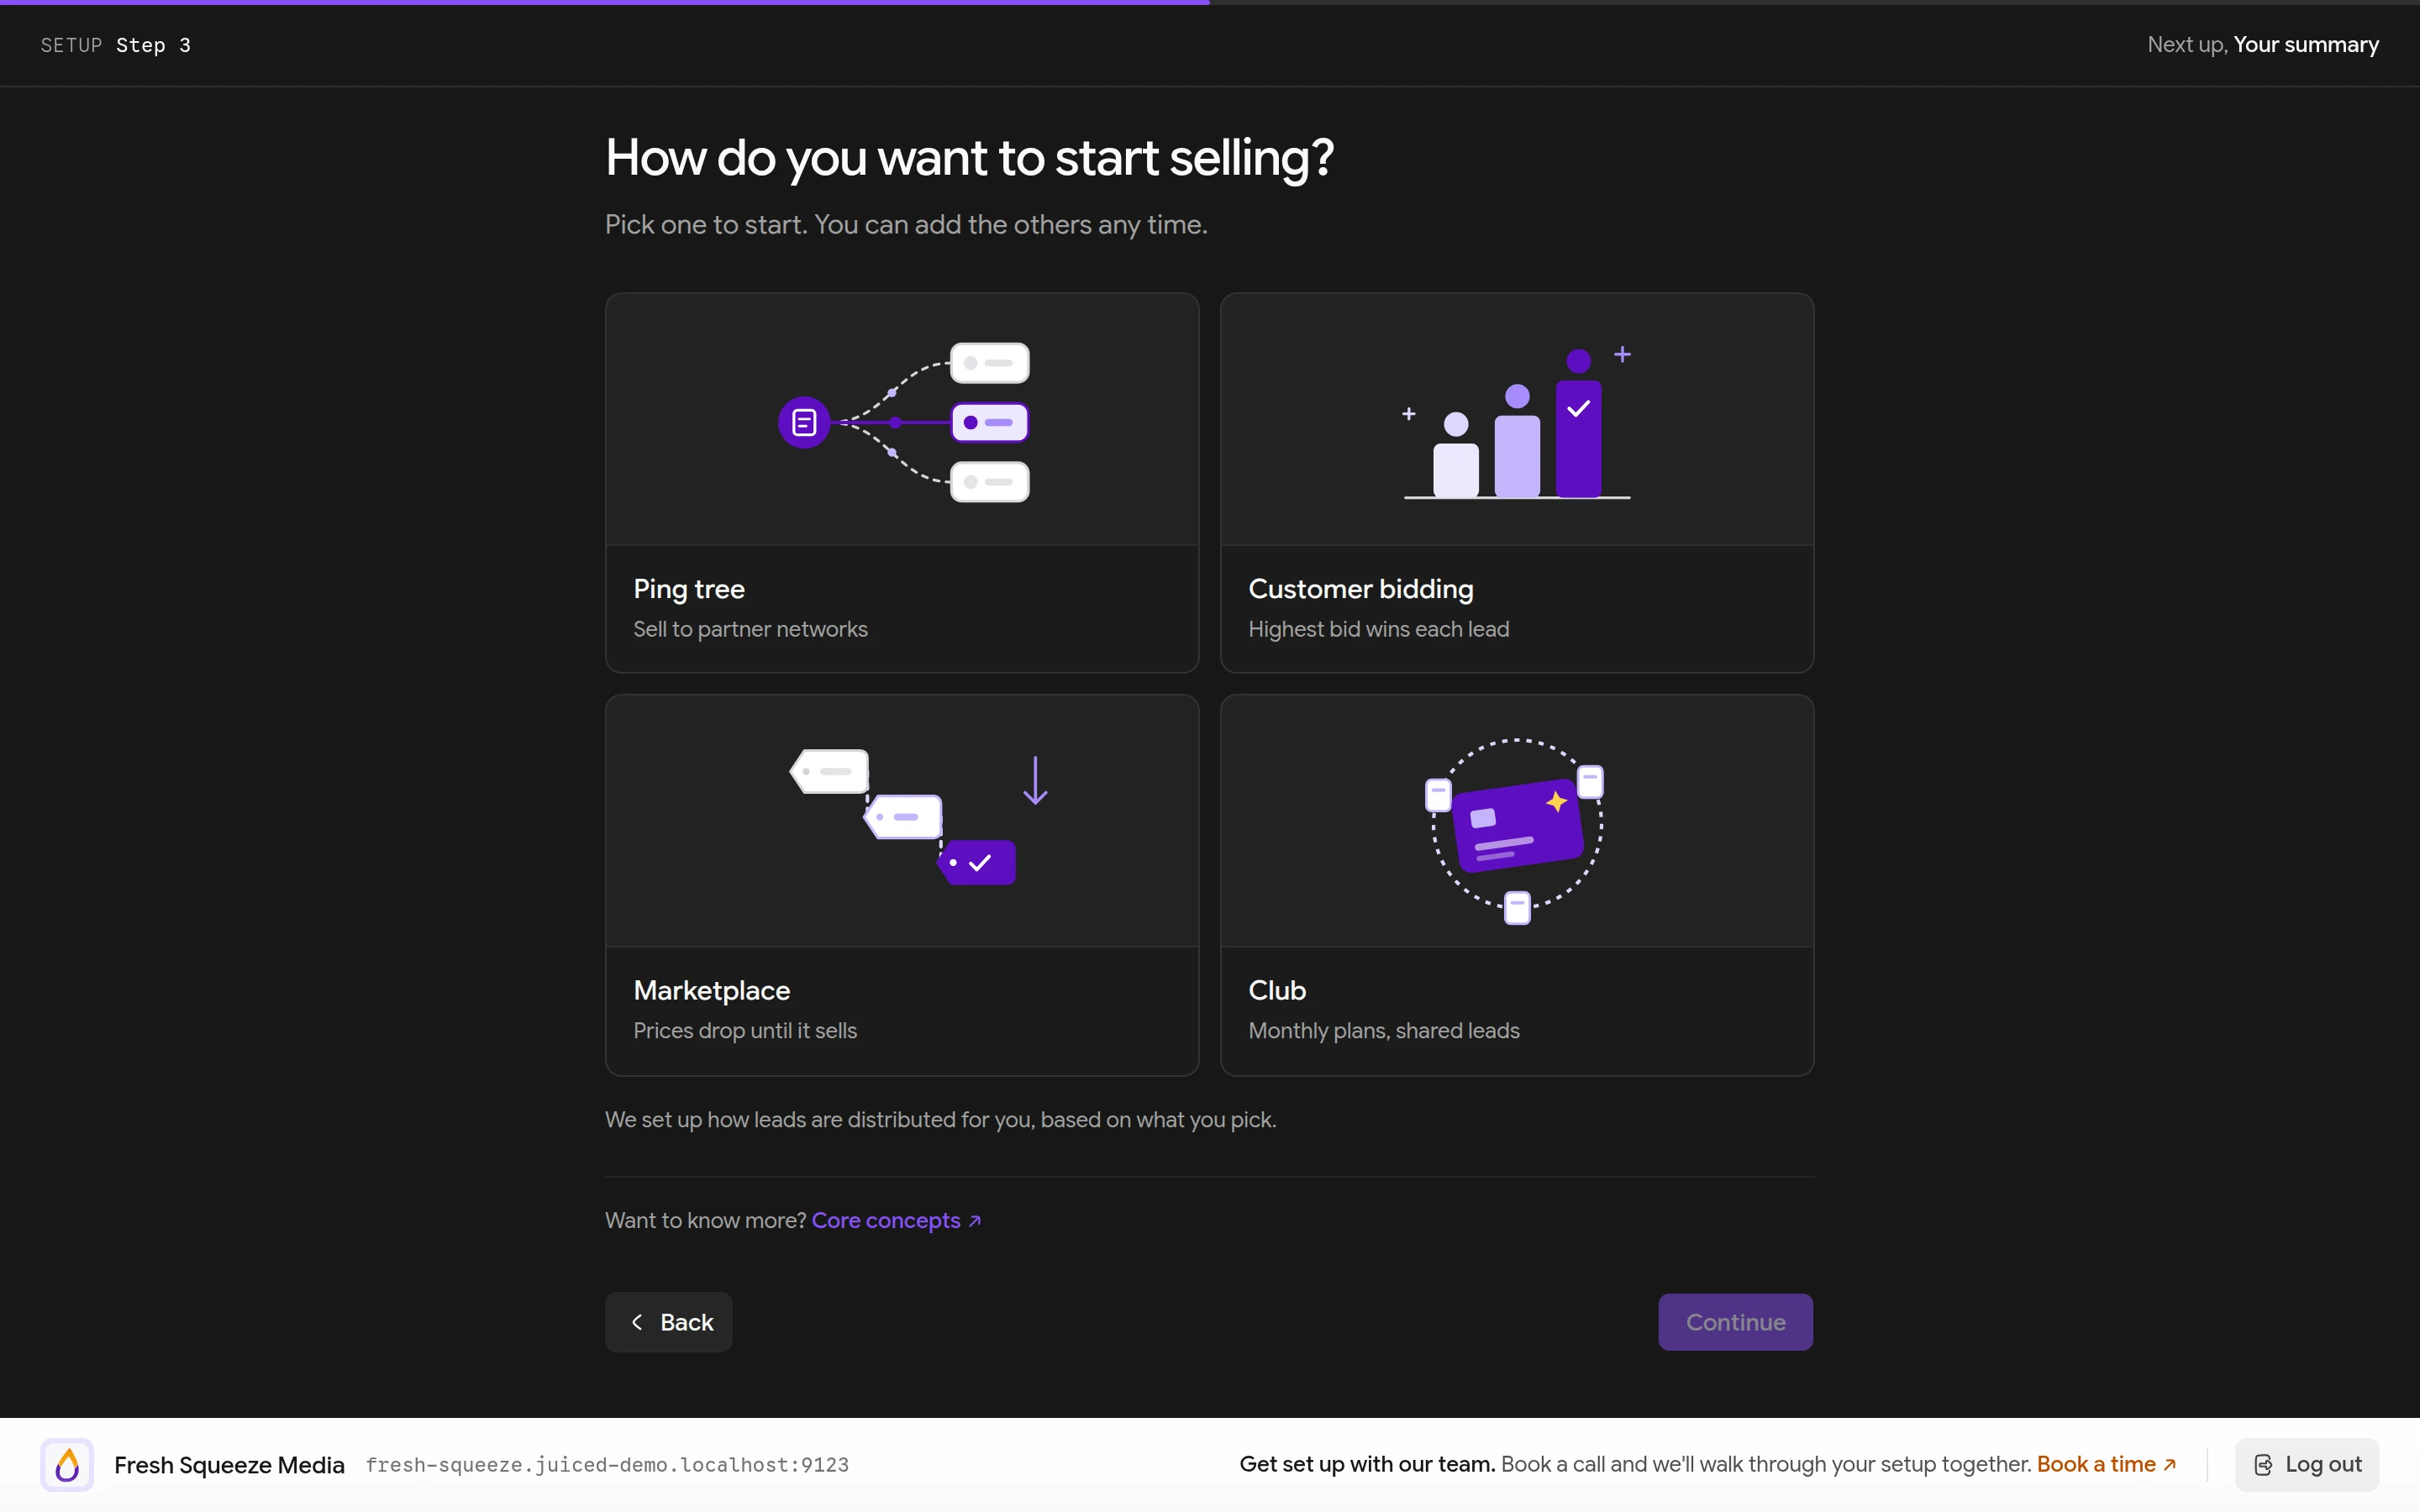 SETUP Step 3
Next up, Your summary
How do you want to start selling?
Pick one to start. You can add the others any time.
Ping tree
Sell to partner networks
Customer bidding
Highest bid wins each lead
Marketplace
Prices drop until it sells
Club
Monthly plans, shared leads
We set up how leads are distributed for you, based on what you pick.
Want to know more? Core concepts ↗
Back
Continue
Fresh Squeeze Media fresh-squeeze.juiced-demo.localhost:9123
Get set up with our team. Book a call and we'll walk through your setup together. Book a time ↗
Log out